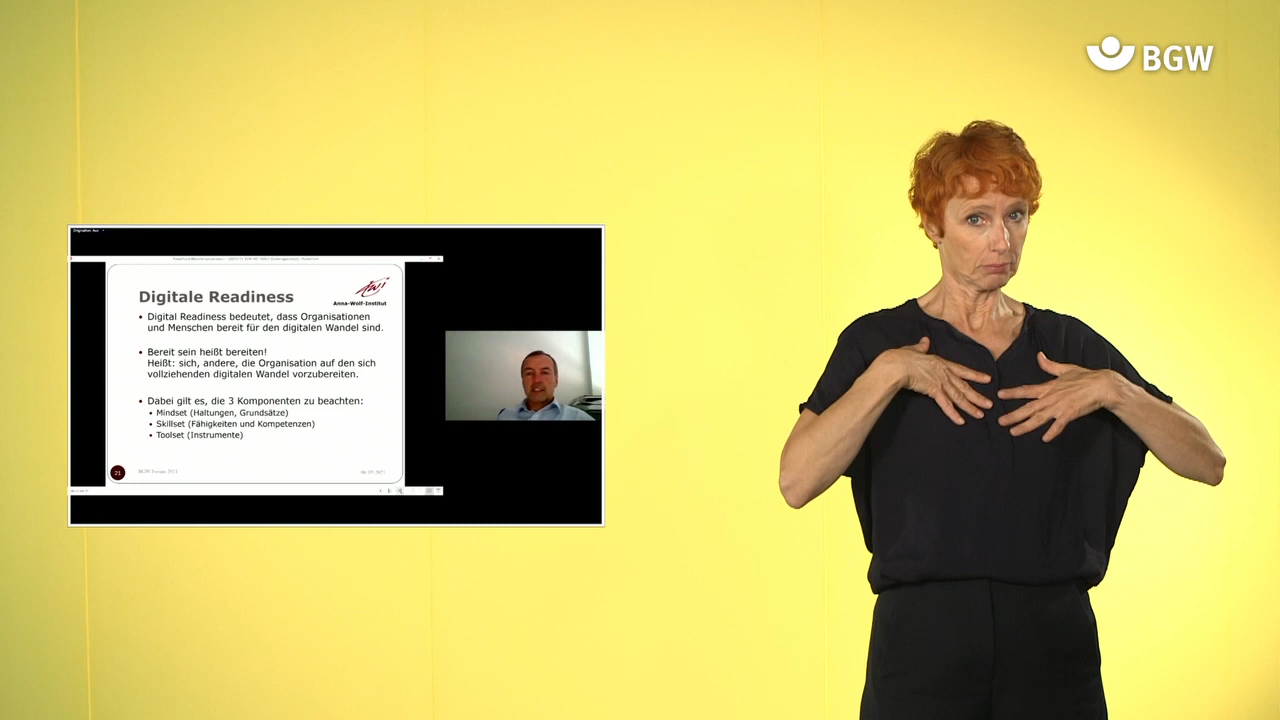 BGW
Digitale Readiness
Anna-Wolf-Institut
• Digital Readiness bedeutet, dass Organisationen
und Menschen bereit für den digitalen Wandel sind.
• Bereit sein heißt bereiten!
Heißt: sich, andere, die Organisation auf den sich
vollziehenden digitalen Wandel vorzubereiten.
• Dabei gilt es, die 3 Komponenten zu beachten:
• Mindset (Haltungen, Grundsätze)
• Skillset (Fähigkeiten und Kompetenzen)
• Toolset (Instrumente)
21